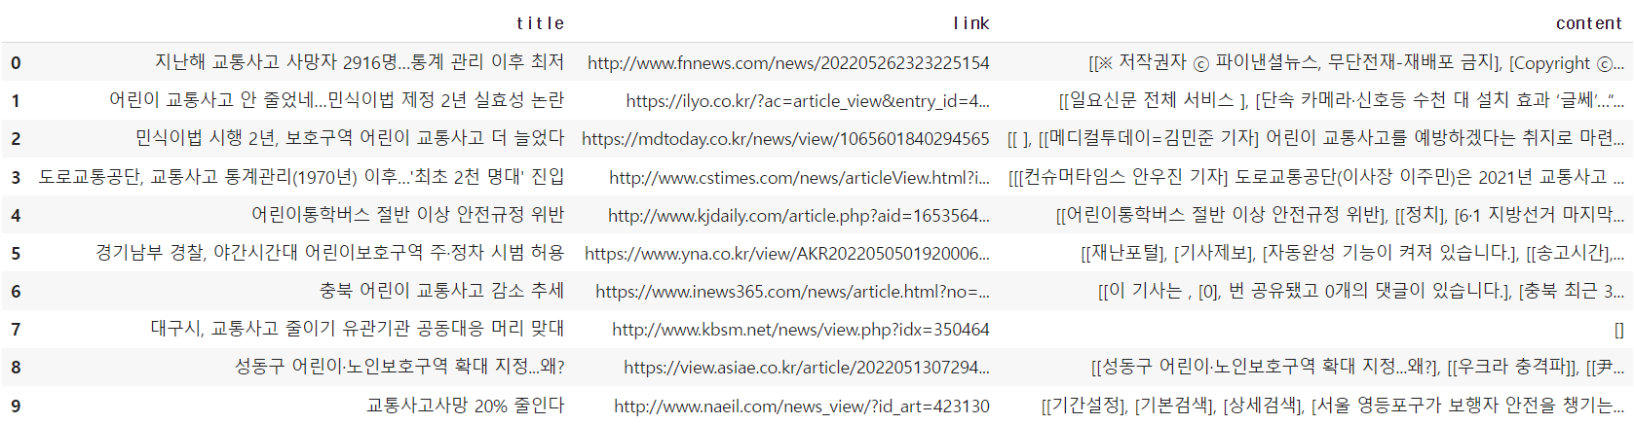 title link content
0 지난해 교통사고 사망자 2916명...통계 관리 이후 최저 http://www.fnnews.com/news/202205262323225154 [[※ 저작권자 ⓒ 파이낸셜뉴스, 무단전재-재배포 금지], [Copyright ⓒ...
1 어린이 교통사고 안 줄었네...민식이법 제정 2년 실효성 논란 https://ilyo.co.kr/?ac=article_view&entry_id=4... [[일요신문 전체 서비스 ], [단속 카메라·신호등 수천 대 설치 효과 ‘글쎄’…“...
2 민식이법 시행 2년, 보호구역 어린이 교통사고 더 늘었다 https://mdtoday.co.kr/news/view/1065601840294565 [[ ], [[메디컬투데이=김민준 기자] 어린이 교통사고를 예방하겠다는 취지로 마련...
3 도로교통공단, 교통사고 통계관리(1970년) 이후...'최초 2천 명대' 진입 http://www.cstimes.com/news/articleView.html?i... [[[컨슈머타임스 안우진 기자] 도로교통공단(이사장 이주민)은 2021년 교통사고 ...
4 어린이통학버스 절반 이상 안전규정 위반 http://www.kjdaily.com/article.php?aid=1653564... [[어린이통학버스 절반 이상 안전규정 위반], [[정치], [6·1 지방선거 마지막...
5 경기남부 경찰, 야간시간대 어린이보호구역 주·정차 시범 허용 https://www.yna.co.kr/view/AKR2022050501920006... [[재난포털], [기사제보], [자동완성 기능이 켜져 있습니다.], [[송고시간],...
6 충북 어린이 교통사고 감소 추세 https://www.inews365.com/news/article.html?no=... [[이 기사는 , [0], 번 공유됐고 0개의 댓글이 있습니다.], [충북 최근 3...
7 대구시, 교통사고 줄이기 유관기관 공동대응 머리 맞대 http://www.kbsm.net/news/view.php?idx=350464 []
8 성동구 어린이·노인보호구역 확대 지정...왜? https://view.asiae.co.kr/article/2022051307294... [[성동구 어린이·노인보호구역 확대 지정...왜?], [[우크라 충격파]], [[尹...
9 교통사고사망 20% 줄인다 http://www.naeil.com/news_view/?id_art=423130 [[기간설정], [기본검색], [상세검색], [서울 영등포구가 보행자 안전을 챙기는...